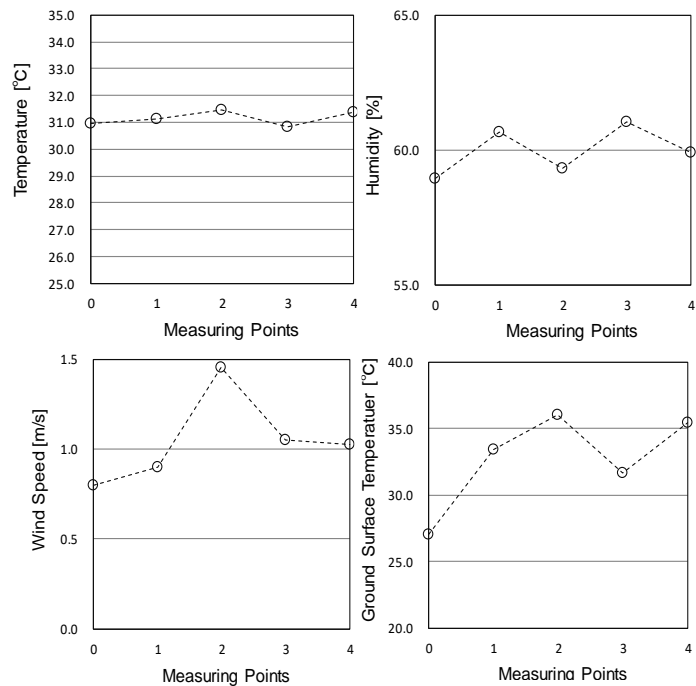 35.0
34.0
33.0
32.0
31.0
30.0
29.0
28.0
27.0
26.0
25.0
Temperature [°C]
0 1 2 3 4
Measuring Points
65.0
60.0
55.0
Humidity [%]
0 1 2 3 4
Measuring Points
1.5
1.0
0.5
0.0
Wind Speed [m/s]
0 1 2 3 4
Measuring Points
40.0
35.0
30.0
25.0
20.0
Ground Surface Temperatuer [°C]
0 1 2 3 4
Measuring Points